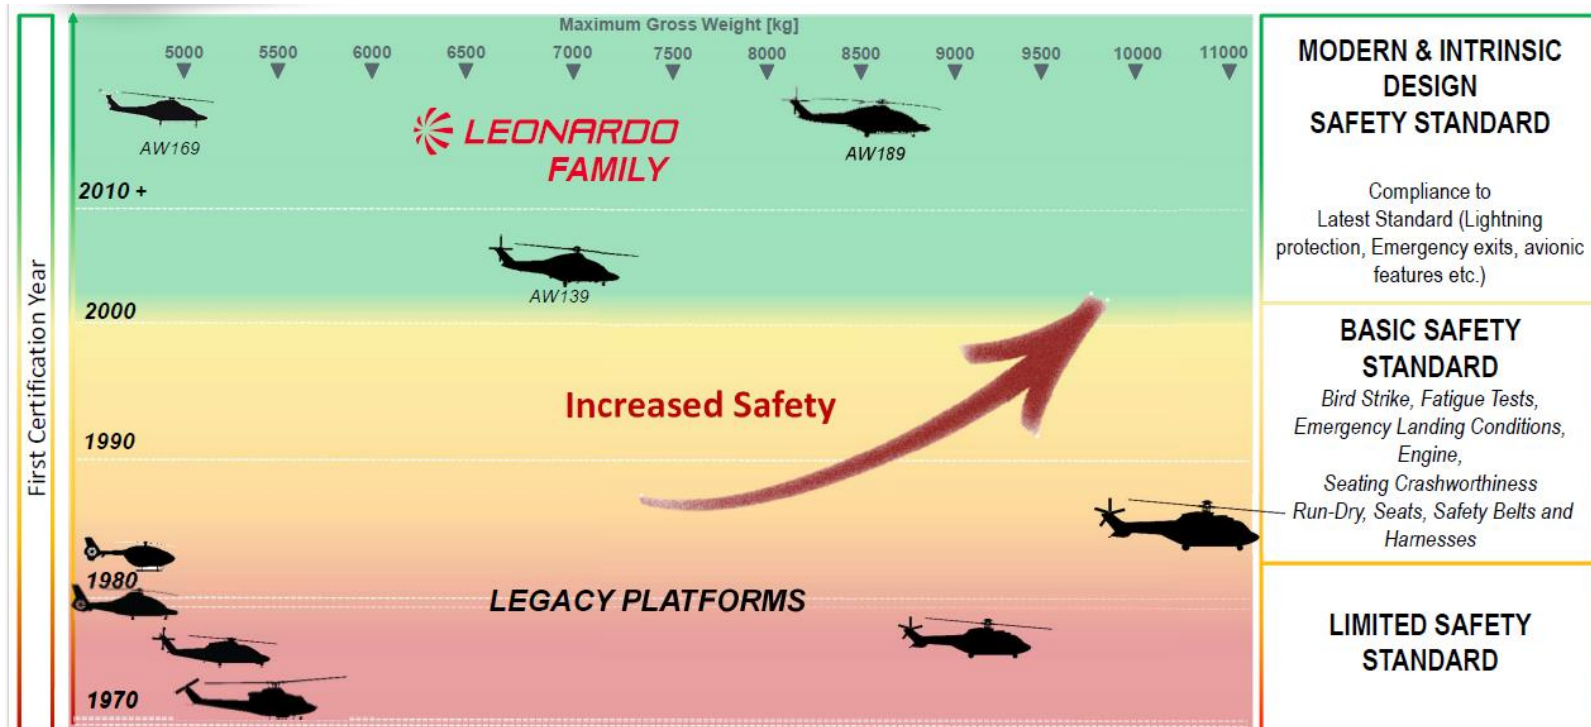 Maximum Gross Weight [kg]
5000 5500 6000 6500 7000 7500 8000 8500 9000 9500 10000 11000
First Certification Year
LEONARDO
FAMILY
AW169
AW189
2010 +
AW139
2000
Increased Safety
1990
1980
LEGACY PLATFORMS
1970
MODERN & INTRINSIC
DESIGN
SAFETY STANDARD
Compliance to
Latest Standard (Lightning
protection, Emergency exits, avionic
features etc.)
BASIC SAFETY
STANDARD
Bird Strike, Fatigue Tests,
Emergency Landing Conditions,
Engine,
Seating Crashworthiness
Run-Dry, Seats, Safety Belts and
Harnesses
LIMITED SAFETY
STANDARD